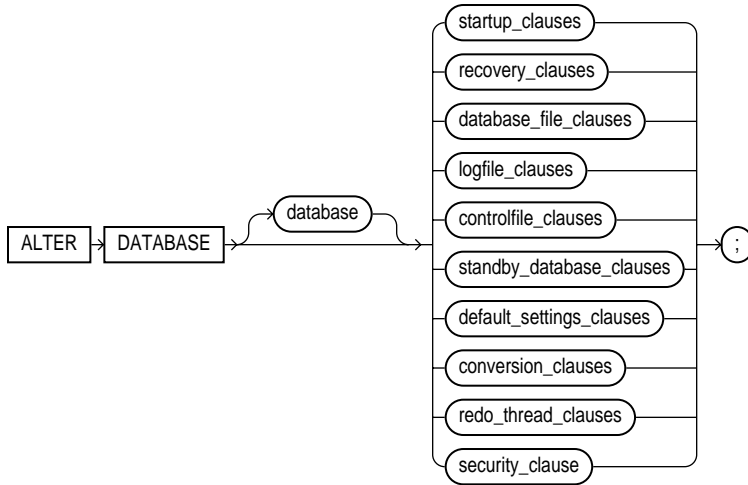 ALTER
DATABASE
database
startup_clauses
recovery_clauses
database_file_clauses
logfile_clauses
controlfile_clauses
standby_database_clauses
default_settings_clauses
conversion_clauses
redo_thread_clauses
security_clause
;